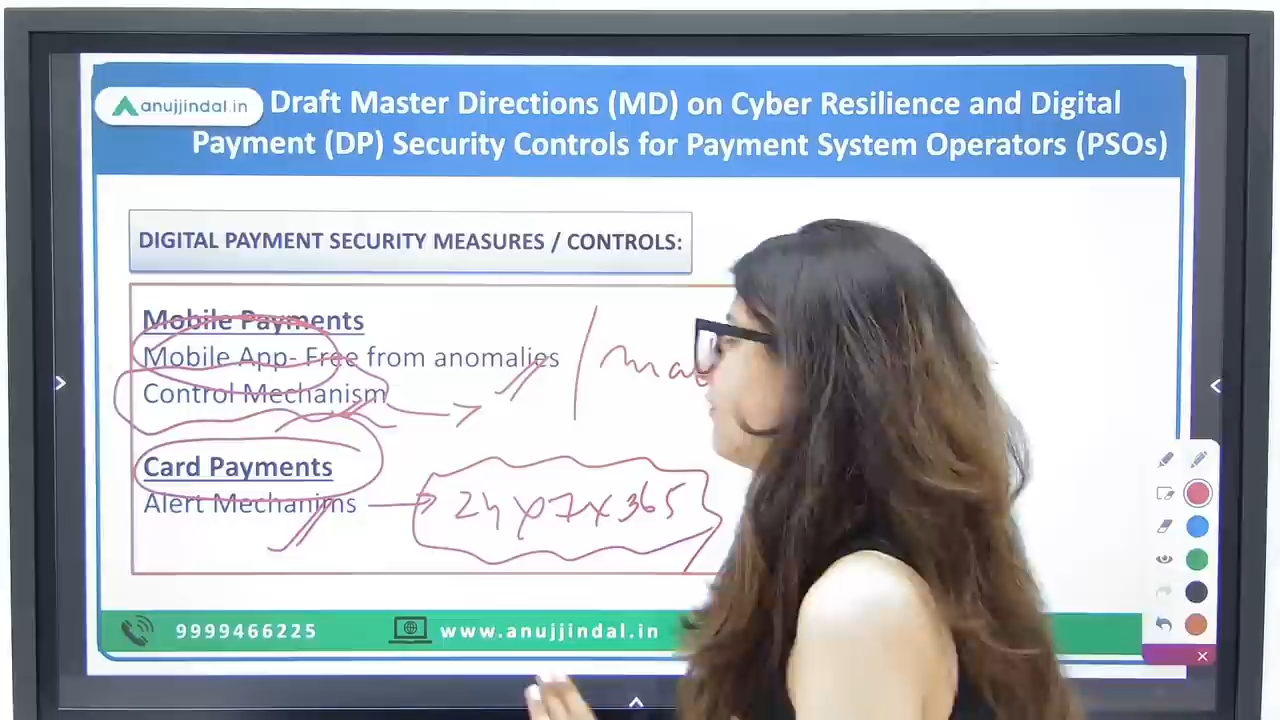 anujjindal.in
Draft Master Directions (MD) on Cyber Resilience and Digital
Payment (DP) Security Controls for Payment System Operators (PSOs)
DIGITAL PAYMENT SECURITY MEASURES / CONTROLS:
Mobile Payments
Mobile App- Free from anomalies
Control Mechanism
Card Payments
Alert Mechanims
24x7x365
9999466225
www.anujjindal.in